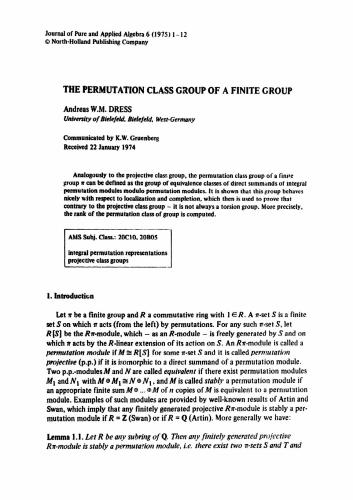 Journal of Pure and Applied Algebra 6 (1975) 1–12
© North-Holland Publishing Company
THE PERMUTATION CLASS GROUP OF A FINITE GROUP
Andreas W.M. DRESS
University of Bielefeld, Bielefeld, West-Germany
Communicated by K.W. Gruenberg
Received 22 January 1974
Analogously to the projective class group, the permutation class group of a finite
group π can be defined as the group of equivalence classes of direct summands of integral
permutation modules modulo permutation modules. It is shown that this group behaves
nicely with respect to localization and completion, which then is used to prove that
contrary to the projective class group – it is not always a torsion group. More precisely,
the rank of the permutation class of group is computed.
AMS Subj. Class.: 20C10, 20B05
integral permutation representations
projective class groups
1. Introduction
Let π be a finite group and R a commutative ring with 1 ∈ R. A π-set S is a finite
set S on which π acts (from the left) by permutations. For any such π-set S, let
R[S] be the Rπ-module, which – as an R-module – is freely generated by S and on
which π acts by the R-linear extension of its action on S. An Rπ-module is called a
permutation module if M ≅ R[S] for some π-set S and it is called permutation
projective (p.p.) if it is isomorphic to a direct summand of a permutation module.
Two p.p.-modules M and N are called equivalent if there exist permutation modules
M₁ and N₁ with M ⊕ M₁ ≅ N ⊕ N₁, and M is called stably a permutation module if
an appropriate finite sum M ⊕ ... ⊕ M of n copies of M is equivalent to a permutation
module. Examples of such modules are provided by well-known results of Artin and
Swan, which imply that any finitely generated projective Rπ-module is stably a per-
mutation module if R = Z (Swan) or if R = Q (Artin). More generally we have:
Lemma 1.1. Let R be any subring of Q. Then any finitely generated projective
Rπ-module is stably a permutation module, i.e. there exist two π-sets S and T and